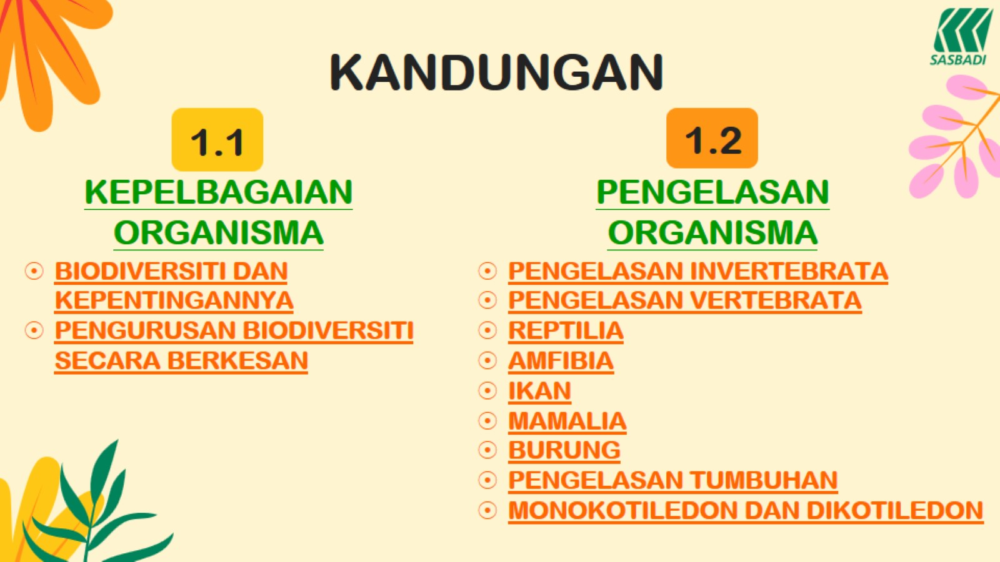 SASBADI
KANDUNGAN
1.1
KEPELBAGAIAN
ORGANISMA
BIODIVERSITI DAN
KEPENTINGANNYA
PENGURUSAN BIODIVERSITI
SECARA BERKESAN
1.2
PENGELASAN
ORGANISMA
PENGELASAN INVERTEBRATA
PENGELASAN VERTEBRATA
REPTILIA
AMFIBIA
IKAN
MAMALIA
BURUNG
PENGELASAN TUMBUHAN
MONOKOTILEDON DAN DIKOTILEDON